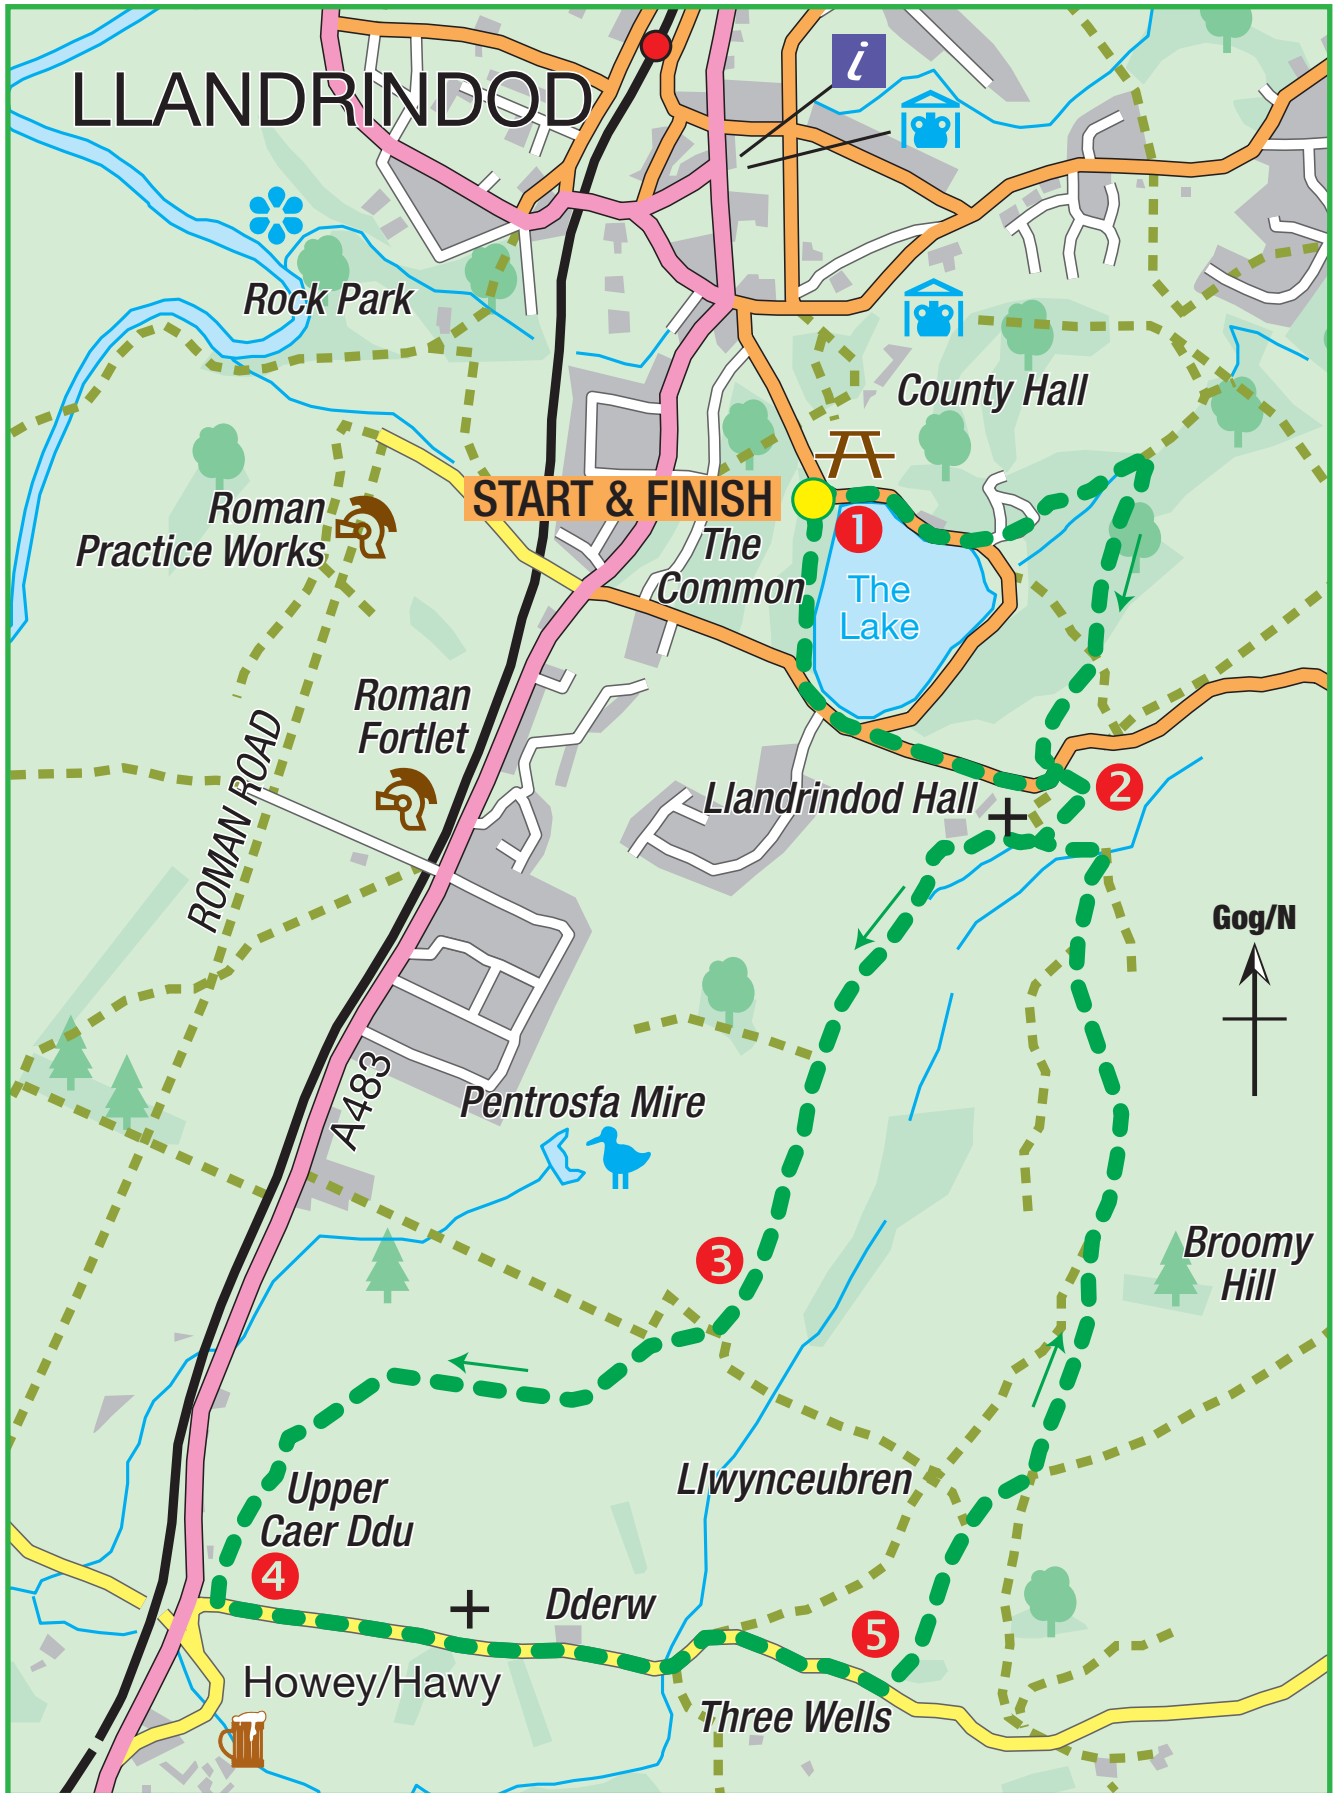 LLANDRINDOD
i
Rock Park
County Hall
START & FINISH
1
Roman
Practice Works
The
Common
The
Lake
Roman
Fortlet
ROMAN ROAD
Llandrindod Hall
2
Gog/N
A483
Pentrosfa Mire
3
Broomy
Hill
Llwynceubren
Upper
Caer Ddu
4
Dderw
5
Howey/Hawy
Three Wells